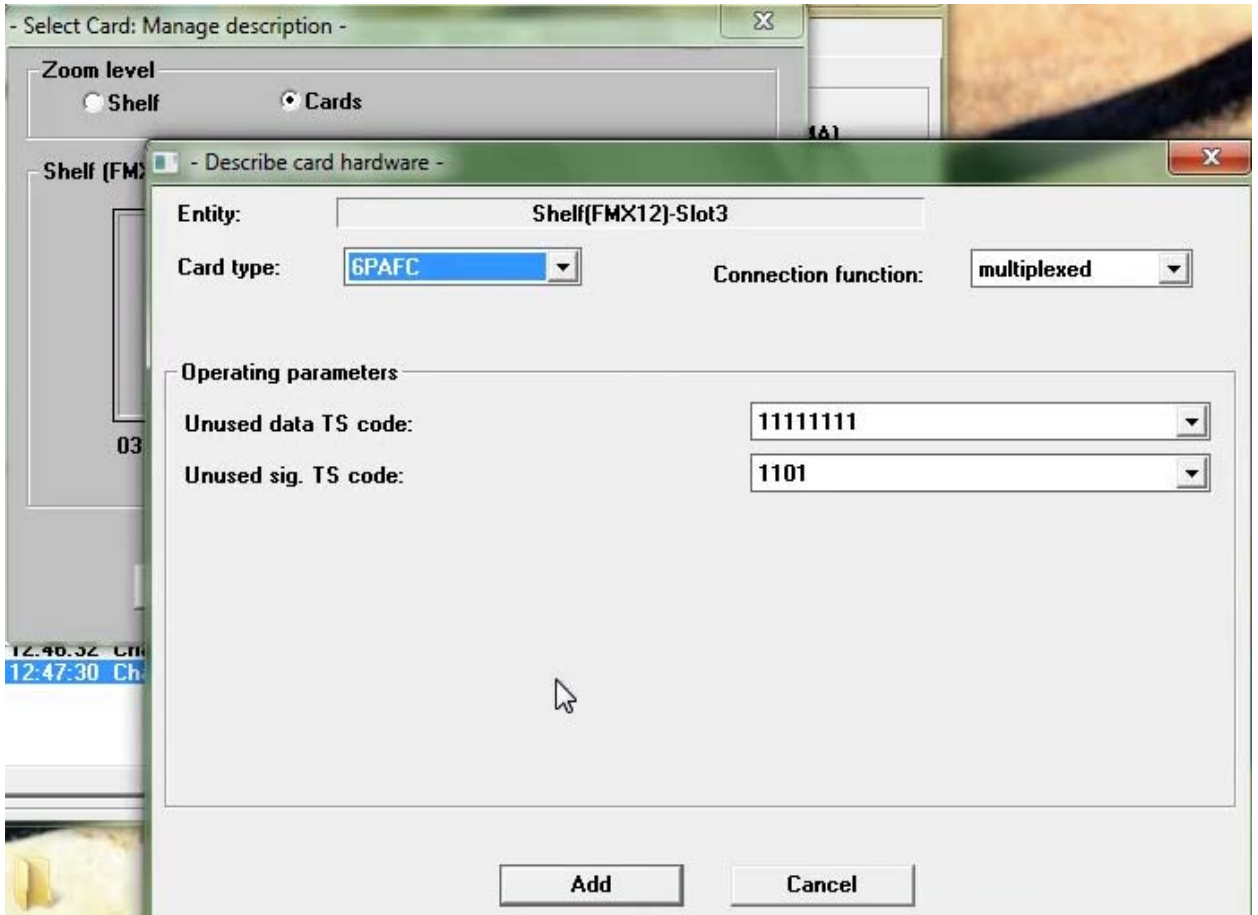 - Select Card: Manage description -
Zoom level
Shelf
Cards
Shelf (FMX
03
- Describe card hardware -
Entity: Shelf(FMX12)-Slot3
Card type: 6PAFC Connection function: multiplexed
Operating parameters
Unused data TS code: 11111111
Unused sig. TS code: 1101
12:47:30 Cha
Add Cancel